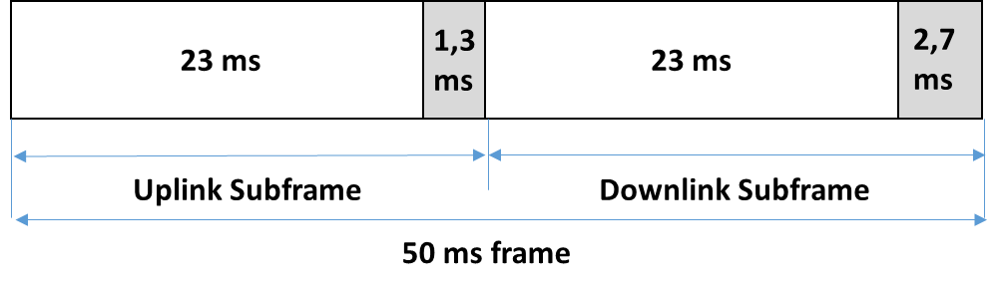 23 ms
1,3
ms
23 ms
2,7
ms
Uplink Subframe
Downlink Subframe
50 ms frame